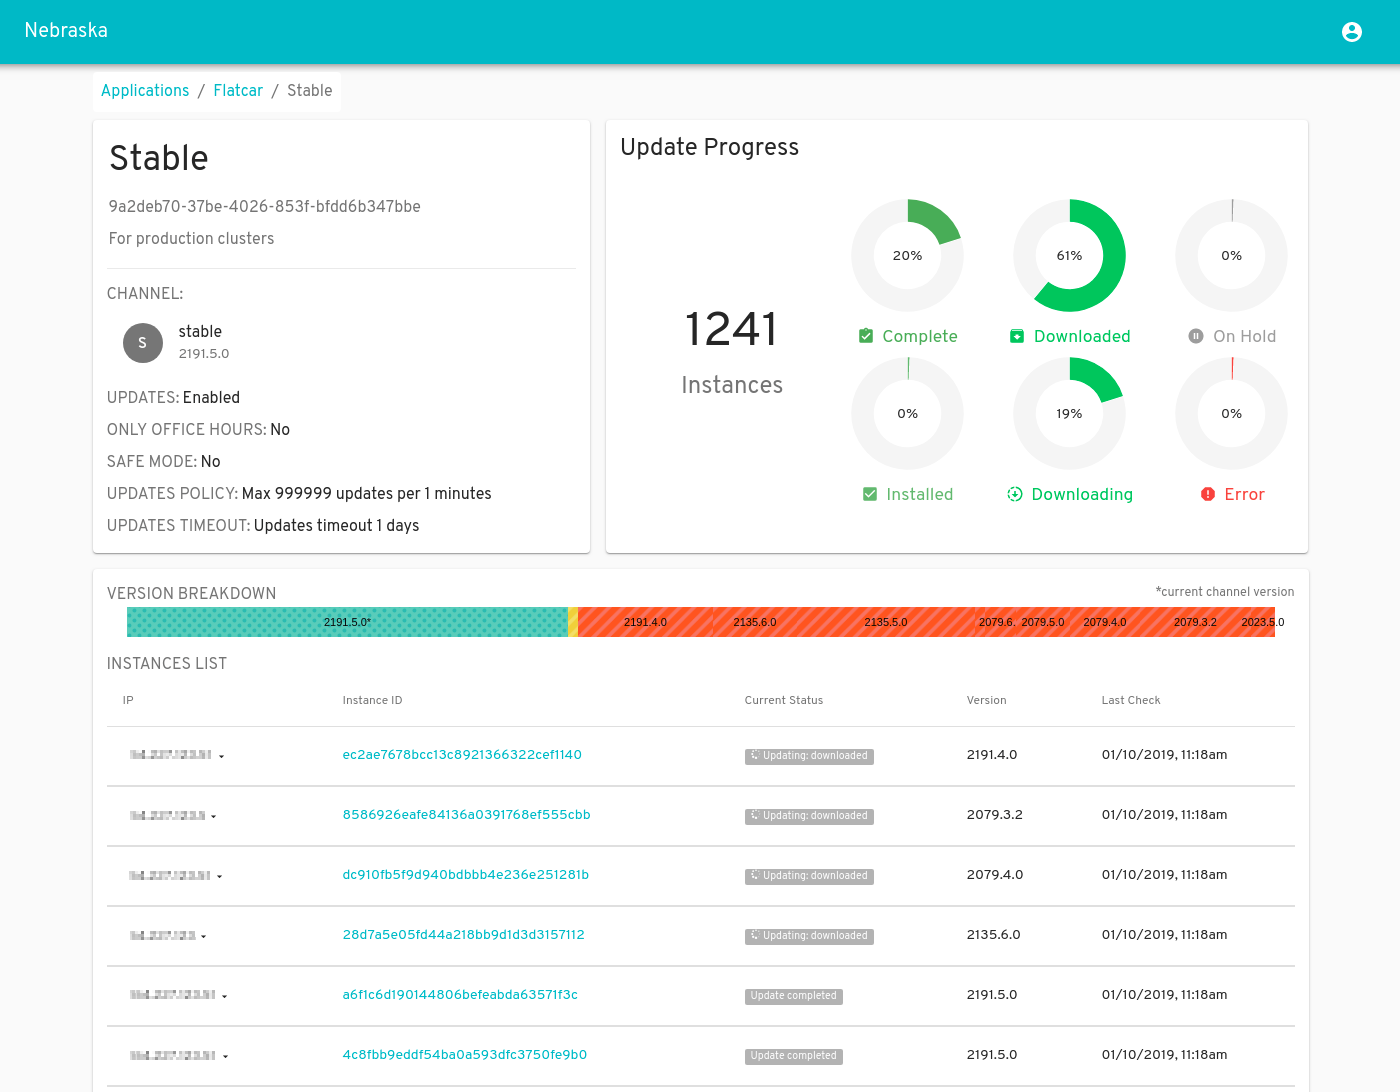 Nebraska
Applications / Flatcar / Stable
Stable
9a2deb70-37be-4026-853f-bfdd6b347bbe
For production clusters
CHANNEL:
S
stable
2191.5.0
UPDATES: Enabled
ONLY OFFICE HOURS: No
SAFE MODE: No
UPDATES POLICY: Max 999999 updates per 1 minutes
UPDATES TIMEOUT: Updates timeout 1 days
Update Progress
1241
Instances
20% 61% 0%
Complete Downloaded On Hold
0% 19% 0%
Installed Downloading Error
VERSION BREAKDOWN *current channel version
2191.5.0* 2191.4.0 2135.6.0 2135.5.0 2079.6. 2079.5.0 2079.4.0 2079.3.2 2023.5.0
INSTANCES LIST
IP Instance ID Current Status Version Last Check
ec2ae7678bcc13c8921366322cef1140 Updating: downloaded 2191.4.0 01/10/2019, 11:18am
8586926eafe84136a0391768ef555cbb Updating: downloaded 2079.3.2 01/10/2019, 11:18am
dc910fb5f9d940bdbbb4e236e251281b Updating: downloaded 2079.4.0 01/10/2019, 11:18am
28d7a5e05fd44a218bb9d1d3d3157112 Updating: downloaded 2135.6.0 01/10/2019, 11:18am
a6f1c6d190144806befeabda63571f3c Update completed 2191.5.0 01/10/2019, 11:18am
4c8fbb9eddf54ba0a593dfc3750fe9b0 Update completed 2191.5.0 01/10/2019, 11:18am